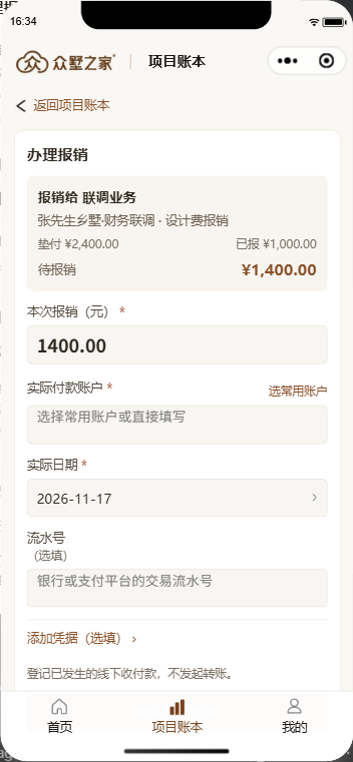 16:34
众墅之家
项目账本
返回项目账本
办理报销
报销给 联调业务
张先生乡墅·财务联调 · 设计费报销
垫付 ¥2,400.00 已报 ¥1,000.00
待报销 ¥1,400.00
本次报销（元） *
1400.00
实际付款账户 * 选常用账户
选择常用账户或直接填写
实际日期 *
2026-11-17
流水号
（选填）
银行或支付平台的交易流水号
添加凭据（选填）
登记已发生的线下收付款，不发起转账。
首页 项目账本 我的